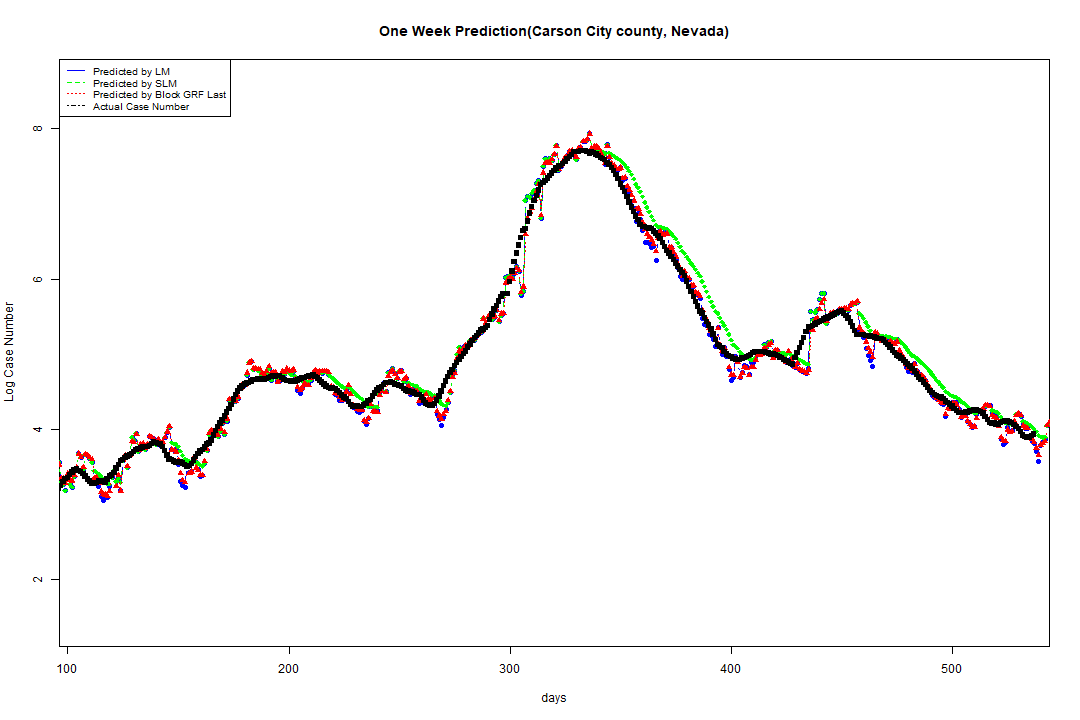 One Week Prediction(Carson City county, Nevada)
Predicted by LM
Predicted by SLM
Predicted by Block GRF Last
Actual Case Number
8
6
4
2
Log Case Number
100 200 300 400 500
days